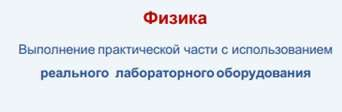 Физика
Выполнение практической части с использованием
реального лабораторного оборудования